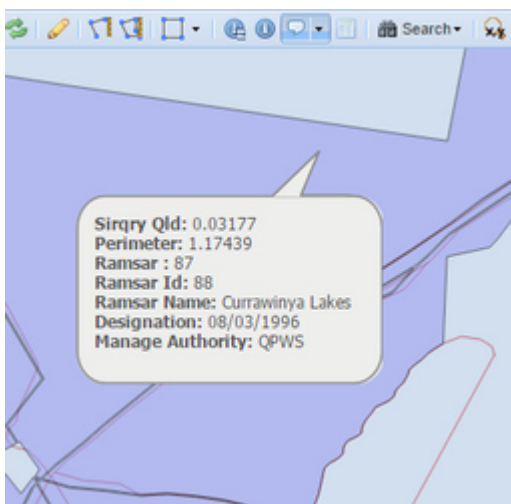 Search
Sirqry Qld: 0.03177
Perimeter: 1.17439
Ramsar : 87
Ramsar Id: 88
Ramsar Name: Currawinya Lakes
Designation: 08/03/1996
Manage Authority: QPWS